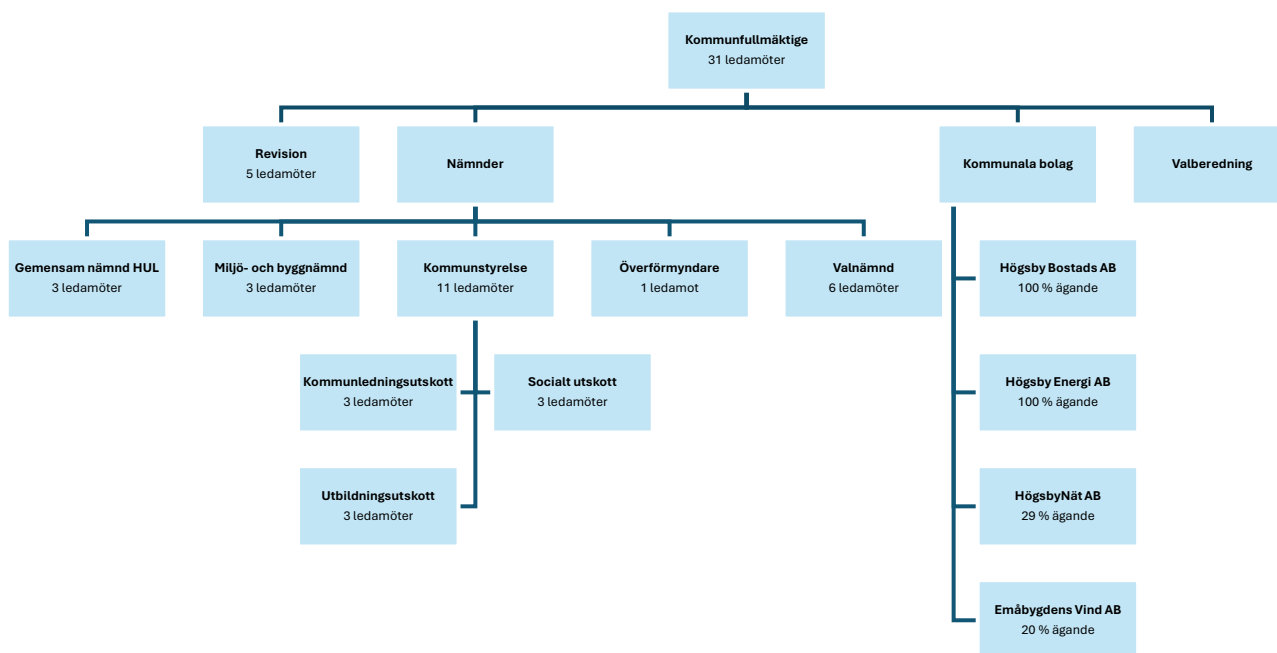 Kommunfullmäktige
31 ledamöter
Revision
5 ledamöter
Nämnder
Kommunala bolag
Valberedning
Gemensam nämnd HUL
3 ledamöter
Miljö- och byggnämnd
3 ledamöter
Kommunstyrelse
11 ledamöter
Överförmyndare
1 ledamot
Valnämnd
6 ledamöter
Högsby Bostads AB
100 % ägande
Kommunledningsutskott
3 ledamöter
Socialt utskott
3 ledamöter
Högsby Energi AB
100 % ägande
Utbildningsutskott
3 ledamöter
HögsbyNät AB
29 % ägande
Emåbygdens Vind AB
20 % ägande